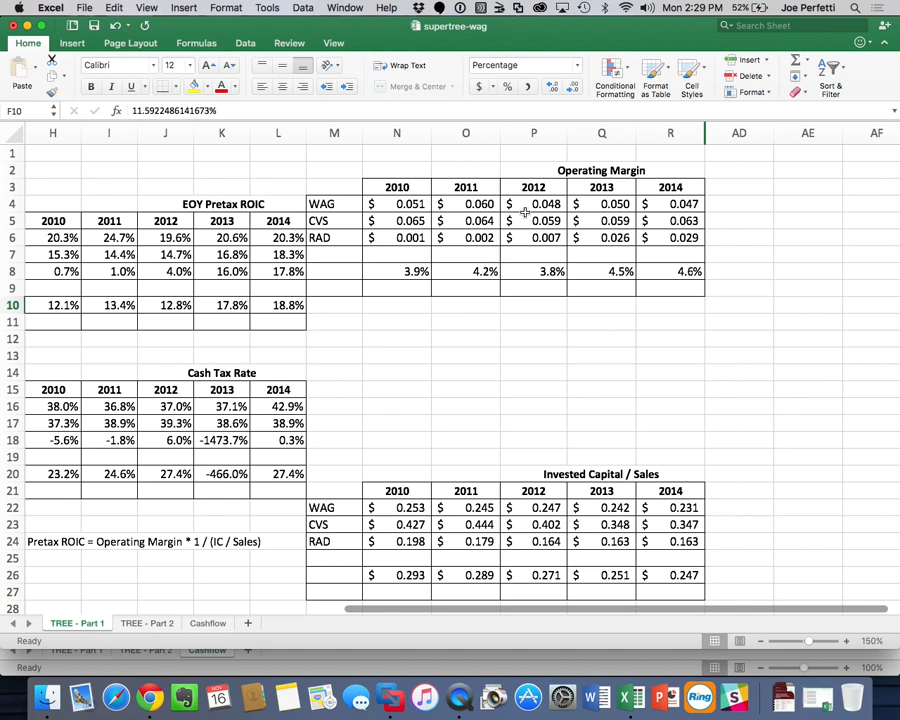 Excel File Edit View Insert Format Tools Data Window Help 52% Mon 2:29 PM Joe Perfetti
supertree-wag
Search Sheet
Home Insert Page Layout Formulas Data Review View
Paste Calibri 12 A A Wrap Text Percentage Conditional Formatting Format as Table Cell Styles Insert Delete Format Sort & Filter
B I U A Merge & Center $ %
F10 fx 11.5922486141673%
H I J K L M N O P Q R AD AE AF
1
2 Operating Margin
3 2010 2011 2012 2013 2014
4 EOY Pretax ROIC WAG $ 0.051 $ 0.060 $ 0.048 $ 0.050 $ 0.047
5 2010 2011 2012 2013 2014 CVS $ 0.065 $ 0.064 $ 0.059 $ 0.059 $ 0.063
6 20.3% 24.7% 19.6% 20.6% 20.3% RAD $ 0.001 $ 0.002 $ 0.007 $ 0.026 $ 0.029
7 15.3% 14.4% 14.7% 16.8% 18.3%
8 0.7% 1.0% 4.0% 16.0% 17.8% 3.9% 4.2% 3.8% 4.5% 4.6%
9
10 12.1% 13.4% 12.8% 17.8% 18.8%
11
12
13
14 Cash Tax Rate
15 2010 2011 2012 2013 2014
16 38.0% 36.8% 37.0% 37.1% 42.9%
17 37.3% 38.9% 39.3% 38.6% 38.9%
18 -5.6% -1.8% 6.0% -1473.7% 0.3%
19
20 23.2% 24.6% 27.4% -466.0% 27.4% Invested Capital / Sales
21 2010 2011 2012 2013 2014
22 WAG $ 0.253 $ 0.245 $ 0.247 $ 0.242 $ 0.231
23 CVS $ 0.427 $ 0.444 $ 0.402 $ 0.348 $ 0.347
24 Pretax ROIC = Operating Margin * 1 / (IC / Sales) RAD $ 0.198 $ 0.179 $ 0.164 $ 0.163 $ 0.163
25
26 $ 0.293 $ 0.289 $ 0.271 $ 0.251 $ 0.247
27
28
TREE - Part 1 TREE - Part 2 Cashflow +
Ready 150%
TREE - Part 1 TREE - Part 2 Cashflow
Ready 100%
NOV 16 Ring